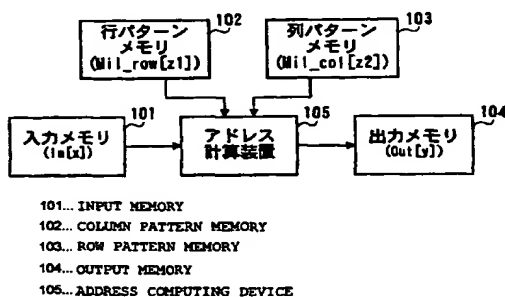 102
行パターン
メモリ
(Mil_row[z1])
103
列パターン
メモリ
(Mil_col[z2])
101
入力メモリ
(In[x])
105
アドレス
計算装置
104
出力メモリ
(Out[y])
101... INPUT MEMORY
102... COLUMN PATTERN MEMORY
103... ROW PATTERN MEMORY
104... OUTPUT MEMORY
105... ADDRESS COMPUTING DEVICE